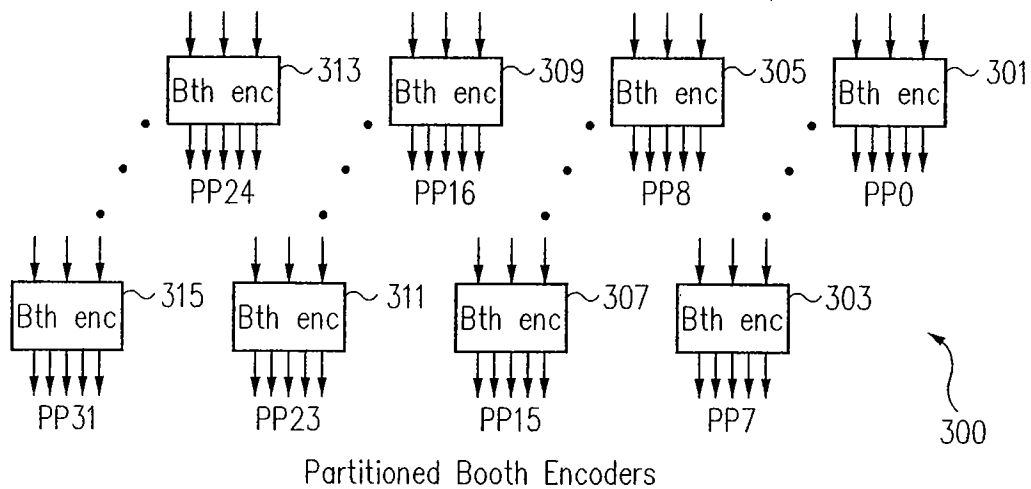 Bth enc 313 Bth enc 309 Bth enc 305 Bth enc 301
PP24 PP16 PP8 PP0
Bth enc 315 Bth enc 311 Bth enc 307 Bth enc 303
PP31 PP23 PP15 PP7
300
Partitioned Booth Encoders